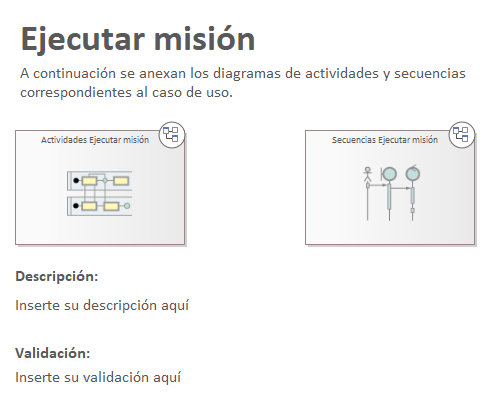 Ejecutar misión
A continuación se anexan los diagramas de actividades y secuencias
correspondientes al caso de uso.
Actividades Ejecutar misión
Secuencias Ejecutar misión
Descripción:
Inserte su descripción aquí
Validación:
Inserte su validación aquí